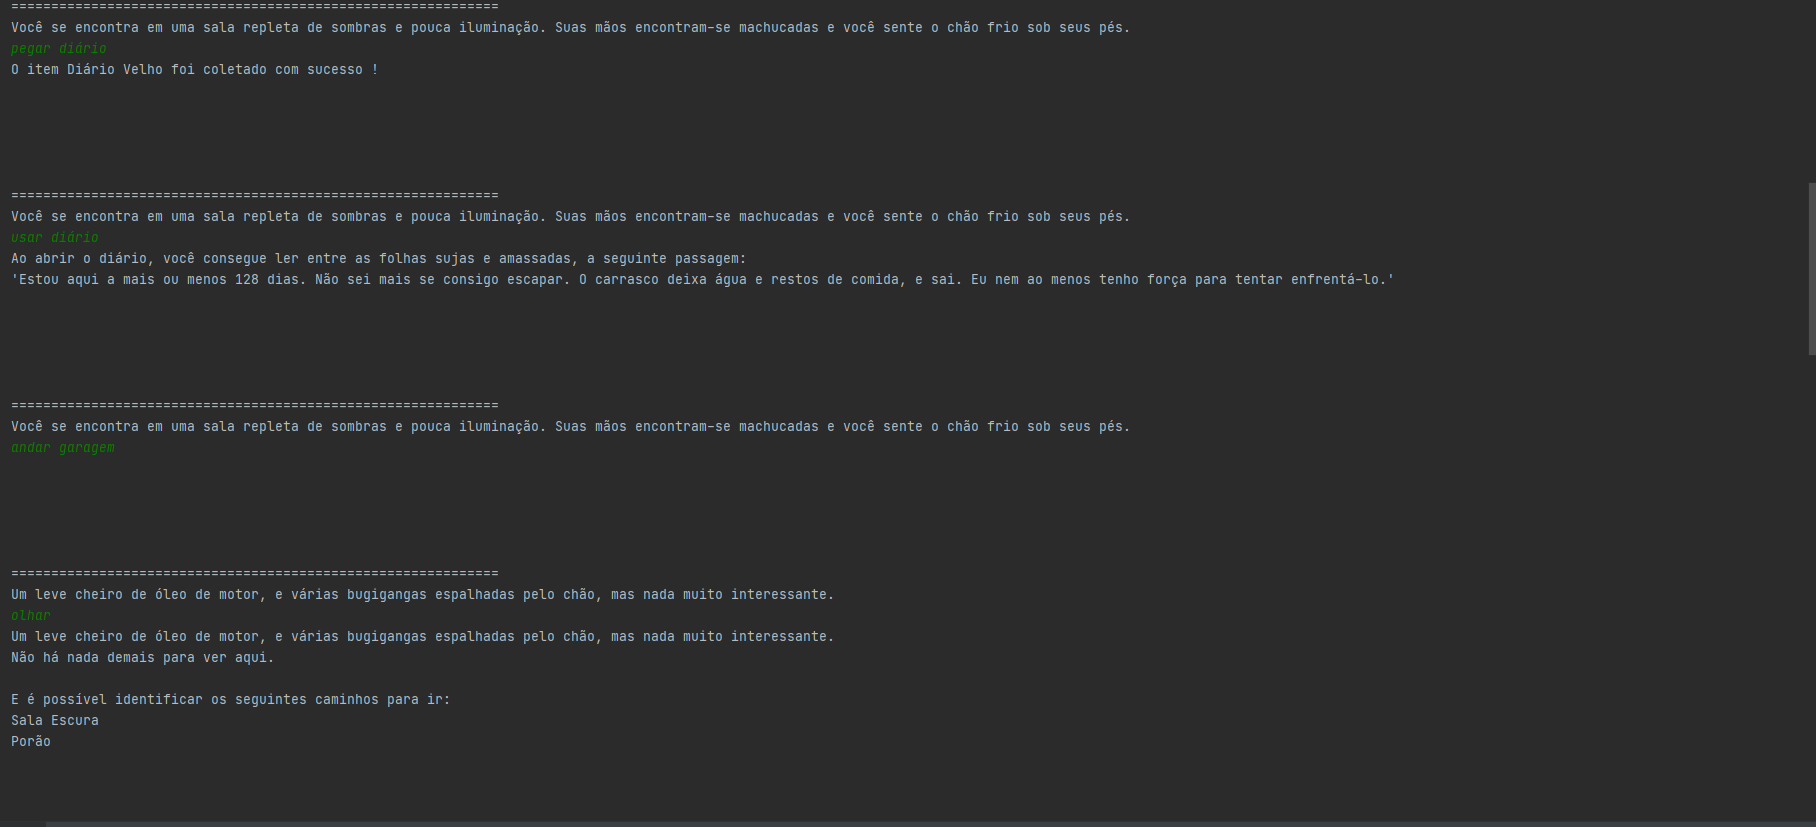 =============================================================
Você se encontra em uma sala repleta de sombras e pouca iluminação. Suas mãos encontram-se machucadas e você sente o chão frio sob seus pés.
pegar diário
O item Diário Velho foi coletado com sucesso !
=============================================================
Você se encontra em uma sala repleta de sombras e pouca iluminação. Suas mãos encontram-se machucadas e você sente o chão frio sob seus pés.
usar diário
Ao abrir o diário, você consegue ler entre as folhas sujas e amassadas, a seguinte passagem:
'Estou aqui a mais ou menos 128 dias. Não sei mais se consigo escapar. O carrasco deixa água e restos de comida, e sai. Eu nem ao menos tenho força para tentar enfrentá-lo.'
=============================================================
Você se encontra em uma sala repleta de sombras e pouca iluminação. Suas mãos encontram-se machucadas e você sente o chão frio sob seus pés.
andar garagem
=============================================================
Um leve cheiro de óleo de motor, e várias bugigangas espalhadas pelo chão, mas nada muito interessante.
olhar
Um leve cheiro de óleo de motor, e várias bugigangas espalhadas pelo chão, mas nada muito interessante.
Não há nada demais para ver aqui.
E é possível identificar os seguintes caminhos para ir:
Sala Escura
Porão